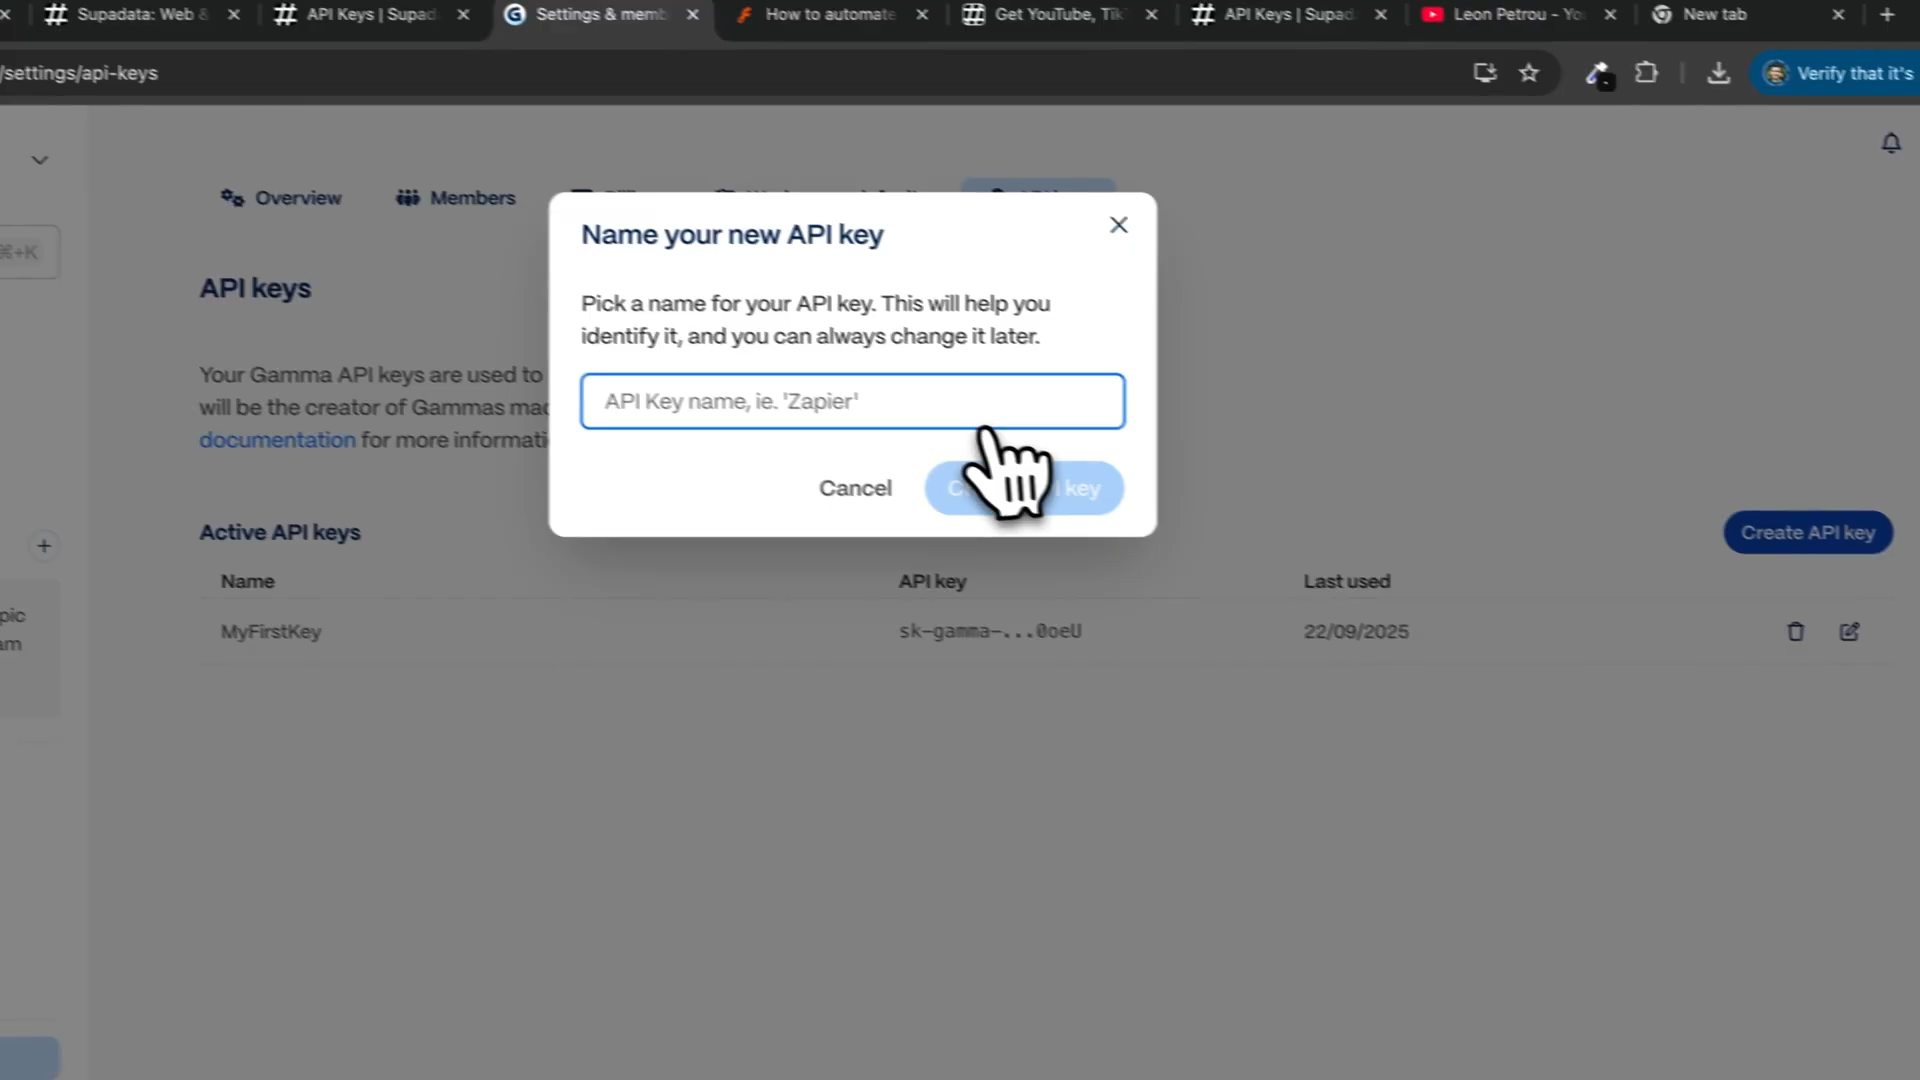 Supadata: Web &
API Keys | Supad
Settings & memb
How to automate
Get YouTube, Tik
API Keys | Supad
Leon Petrou - Yo
New tab
/settings/api-keys
Verify that it's
⌘+K
Overview
Members
Name your new API key
Pick a name for your API key. This will help you
identify it, and you can always change it later.
API Key name, ie. 'Zapier'
Cancel
key
API keys
Your Gamma API keys are used to
will be the creator of Gammas mad
documentation for more informati
Active API keys
Create API key
Name
API key
Last used
MyFirstKey
sk-gamma-...0oeU
22/09/2025
pic
am